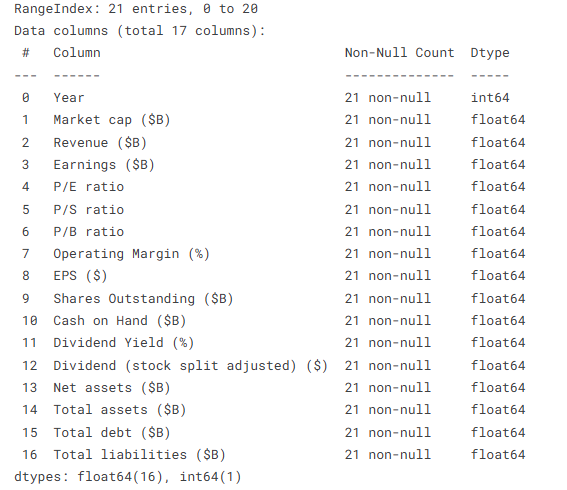 RangeIndex: 21 entries, 0 to 20
Data columns (total 17 columns):
 #   Column                                Non-Null Count  Dtype
---  ------                                --------------  -----
 0   Year                                  21 non-null     int64
 1   Market cap ($B)                       21 non-null     float64
 2   Revenue ($B)                          21 non-null     float64
 3   Earnings ($B)                         21 non-null     float64
 4   P/E ratio                             21 non-null     float64
 5   P/S ratio                             21 non-null     float64
 6   P/B ratio                             21 non-null     float64
 7   Operating Margin (%)                  21 non-null     float64
 8   EPS ($)                               21 non-null     float64
 9   Shares Outstanding ($B)               21 non-null     float64
 10  Cash on Hand ($B)                     21 non-null     float64
 11  Dividend Yield (%)                    21 non-null     float64
 12  Dividend (stock split adjusted) ($)   21 non-null     float64
 13  Net assets ($B)                       21 non-null     float64
 14  Total assets ($B)                     21 non-null     float64
 15  Total debt ($B)                       21 non-null     float64
 16  Total liabilities ($B)                21 non-null     float64
dtypes: float64(16), int64(1)